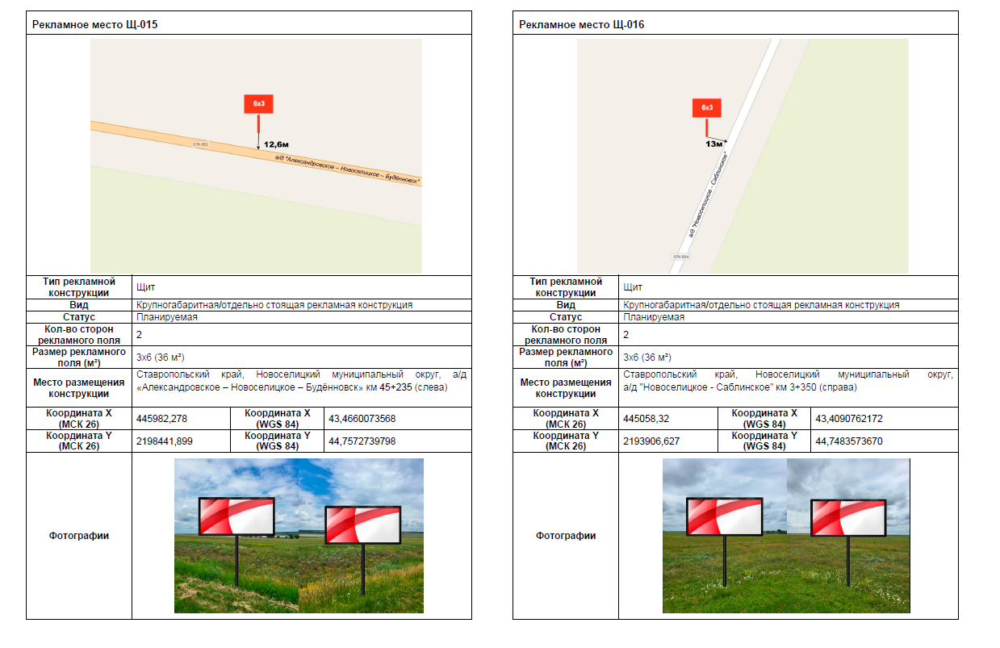 Рекламное место Щ-015
6х3
12,6м
07К-002
а/д "Александровское – Новоселицкое – Будённовск"
Тип рекламной
конструкции
Щит
Вид
Крупногабаритная/отдельно стоящая рекламная конструкция
Статус
Планируемая
Кол-во сторон
рекламного поля
2
Размер рекламного
поля (м²)
3х6 (36 м²)
Место размещения
конструкции
Ставропольский край, Новоселицкий муниципальный округ, а/д
«Александровское – Новоселицкое – Будённовск» км 45+235 (слева)
Координата X
(МСК 26)
445982,278
Координата X
(WGS 84)
43,4660073568
Координата Y
(МСК 26)
2198441,899
Координата Y
(WGS 84)
44,7572739798
Фотографии
Рекламное место Щ-016
6х3
13м
а/д "Новоселицкое - Саблинское"
07К-004
Тип рекламной
конструкции
Щит
Вид
Крупногабаритная/отдельно стоящая рекламная конструкция
Статус
Планируемая
Кол-во сторон
рекламного поля
2
Размер рекламного
поля (м²)
3х6 (36 м²)
Место размещения
конструкции
Ставропольский край, Новоселицкий муниципальный округ,
а/д "Новоселицкое - Саблинское" км 3+350 (справа)
Координата X
(МСК 26)
445058,32
Координата X
(WGS 84)
43,4090762172
Координата Y
(МСК 26)
2193906,627
Координата Y
(WGS 84)
44,7483573670
Фотографии